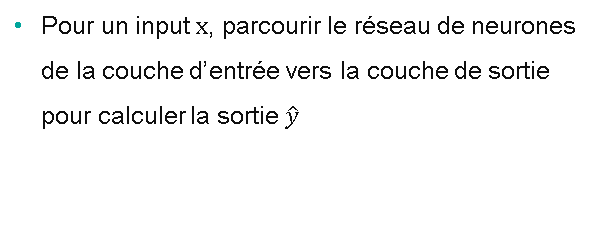 • Pour un input x, parcourir le réseau de neurones
de la couche d'entrée vers la couche de sortie
pour calculer la sortie ŷ